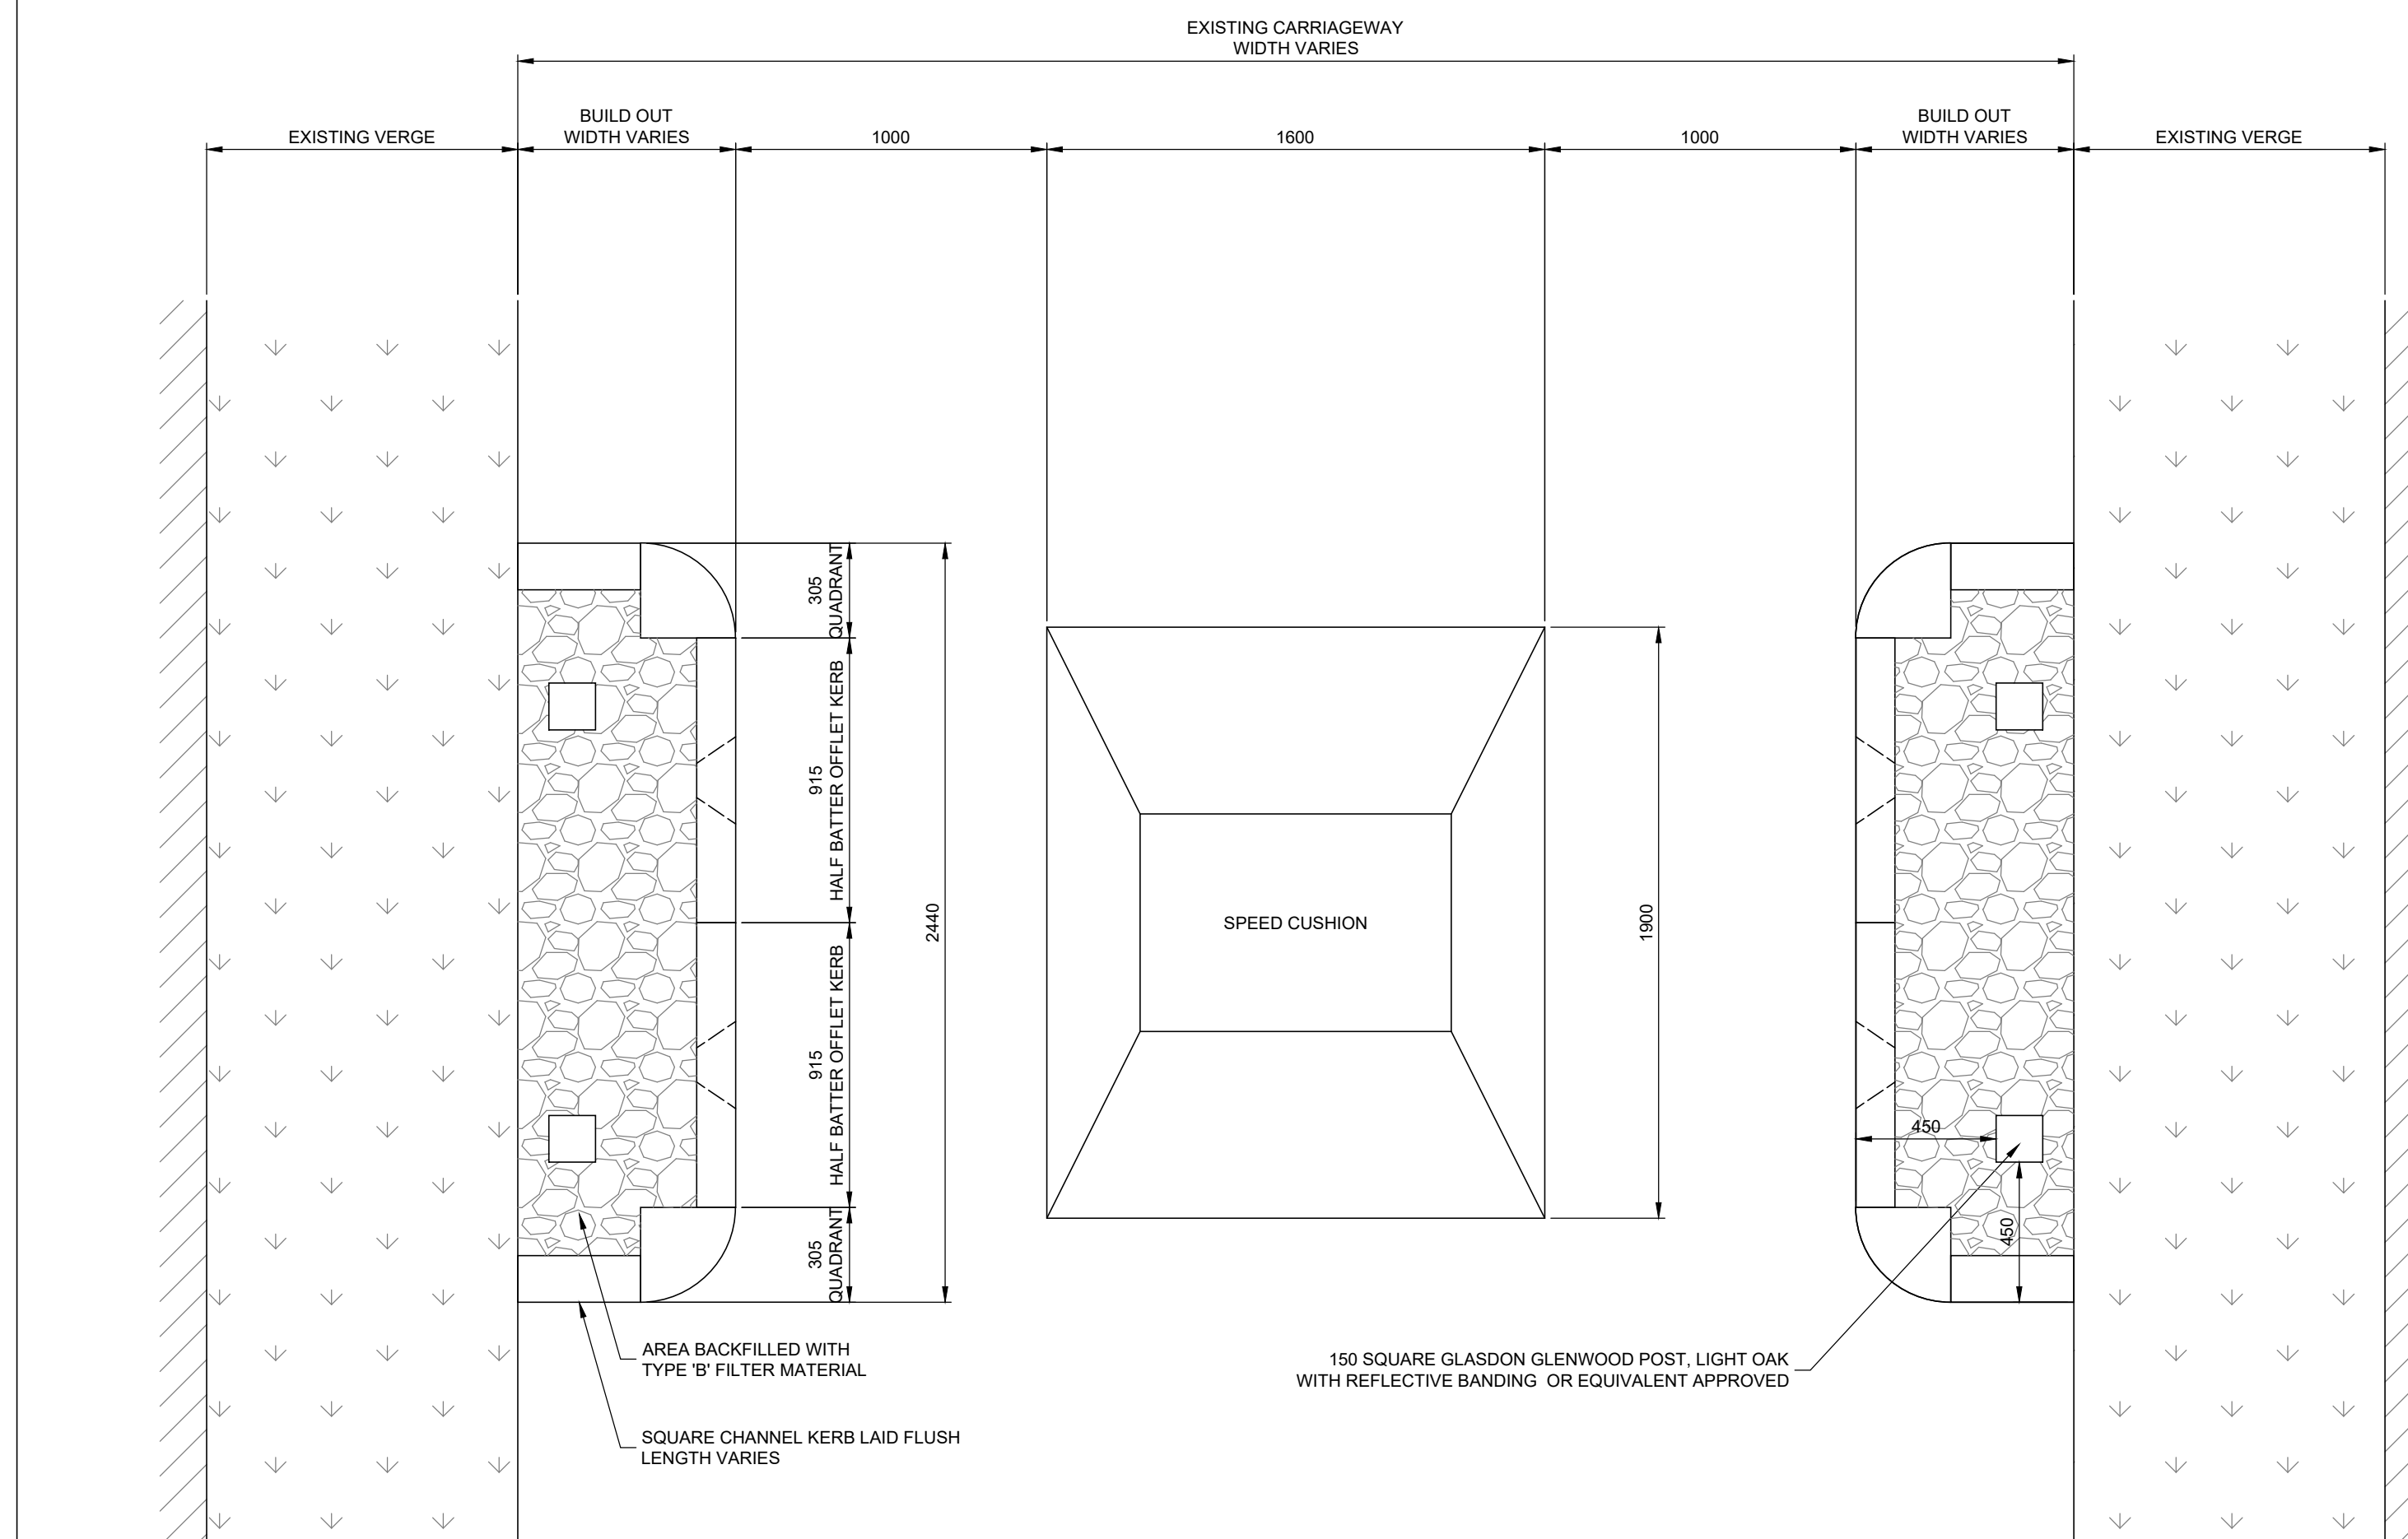 EXISTING CARRIAGEWAY
WIDTH VARIES
EXISTING VERGE
BUILD OUT
WIDTH VARIES
1000
1600
1000
BUILD OUT
WIDTH VARIES
EXISTING VERGE
305
QUADRANT
915
HALF BATTER OFFLET KERB
915
HALF BATTER OFFLET KERB
305
QUADRANT
2440
SPEED CUSHION
1900
450
450
AREA BACKFILLED WITH
TYPE 'B' FILTER MATERIAL
SQUARE CHANNEL KERB LAID FLUSH
LENGTH VARIES
150 SQUARE GLASDON GLENWOOD POST, LIGHT OAK
WITH REFLECTIVE BANDING OR EQUIVALENT APPROVED